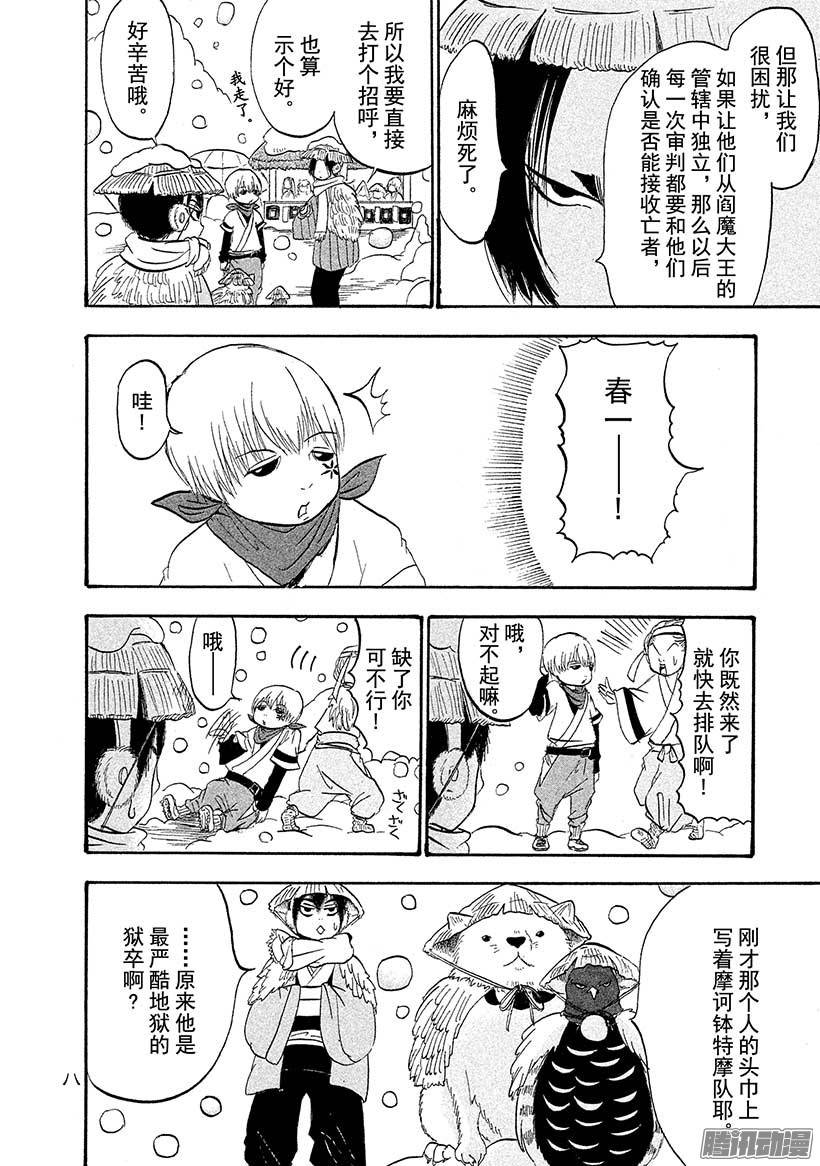 但那让我们
很困扰，
如果让他们从阎魔大王的
管辖中独立，那么以后
每一次审判都要和他们
确认是否能接收亡者，
麻烦死了。
所以我要直接
去打个招呼，
也算
示个好。
我走了。
好辛苦哦。
春一——！
哇！
你既然来了
就快去排队啊！
哦，
对不起嘛。
缺了你
可不行！
哦——
ざくざく
刚才那个人的头巾上
写着摩诃钵特摩队耶。
……原来他是
最严酷地狱的
狱卒啊？
八
腾讯动漫